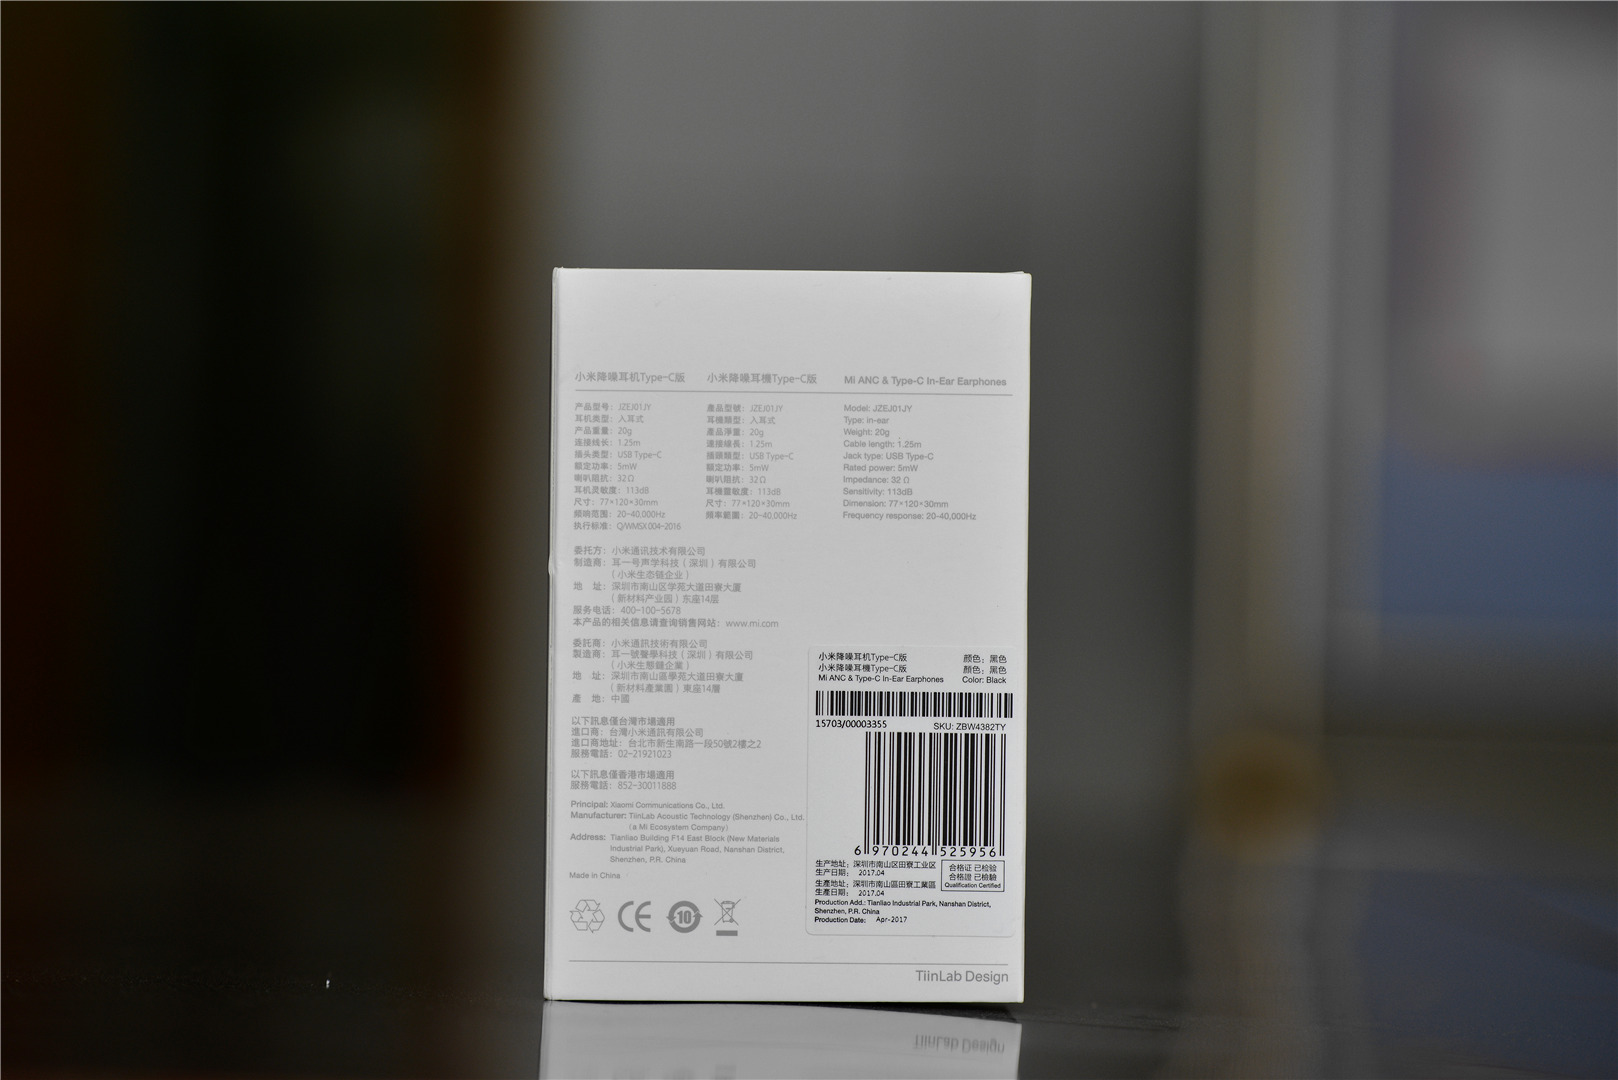 小米降噪耳机Type-C版
产品型号：JZEJ01JY
耳机类型：入耳式
产品重量：20g
连接线长：1.25m
插头类型：USB Type-C
额定功率：5mW
喇叭阻抗：32Ω
耳机灵敏度：113dB
尺寸：77×120×30mm
频响范围：20-40,000Hz
执行标准：Q/WMSX 004-2016
小米降噪耳機Type-C版
產品型號：JZEJ01JY
耳機類型：入耳式
產品淨重：20g
連接線長：1.25m
插頭類型：USB Type-C
額定功率：5mW
喇叭阻抗：32Ω
耳機靈敏度：113dB
尺寸：77×120×30mm
頻率範圍：20-40,000Hz
Mi ANC & Type-C In-Ear Earphones
Model: JZEJ01JY
Type: in-ear
Weight: 20g
Cable length: 1.25m
Jack type: USB Type-C
Rated power: 5mW
Impedance: 32 Ω
Sensitivity: 113dB
Dimension: 77×120×30mm
Frequency response: 20-40,000Hz
委托方：小米通讯技术有限公司
制造商：耳一号声学科技（深圳）有限公司
（小米生态链企业）
地 址：深圳市南山区学苑大道田寮大厦
（新材料产业园）东座14层
服务电话：400-100-5678
本产品的相关信息请查询销售网站：www.mi.com
委託商：小米通訊技術有限公司
製造商：耳一號聲學科技（深圳）有限公司
（小米生態鏈企業）
地 址：深圳市南山區學苑大道田寮大廈
（新材料產業園）東座14層
產 地：中國
以下訊息僅台灣市場適用
進口商：台灣小米通訊有限公司
進口商地址：台北市新生南路一段50號2樓之2
服務電話：02-21921023
以下訊息僅香港市場適用
服務電話：852-30011888
Principal: Xiaomi Communications Co., Ltd.
Manufacturer: TiinLab Acoustic Technology (Shenzhen) Co., Ltd.
(a Mi Ecosystem Company)
Address: Tianliao Building F14 East Block (New Materials
Industrial Park), Xueyuan Road, Nanshan District,
Shenzhen, P.R. China
Made in China
CE
10
小米降噪耳机Type-C版 颜色：黑色
小米降噪耳機Type-C版 顏色：黑色
Mi ANC & Type-C In-Ear Earphones Color: Black
15703/00003355 SKU: ZBW4382TY
6 970244 525956
生产地址：深圳市南山区田寮工业区
生产日期： 2017.04
生產地址：深圳市南山區田寮工業區
生產日期： 2017.04
合格证 已检验
合格證 已檢驗
Qualification Certified
Production Add.: Tianliao Industrial Park, Nanshan District,
Shenzhen, P.R. China
Production Date: Apr-2017
TiinLab Design